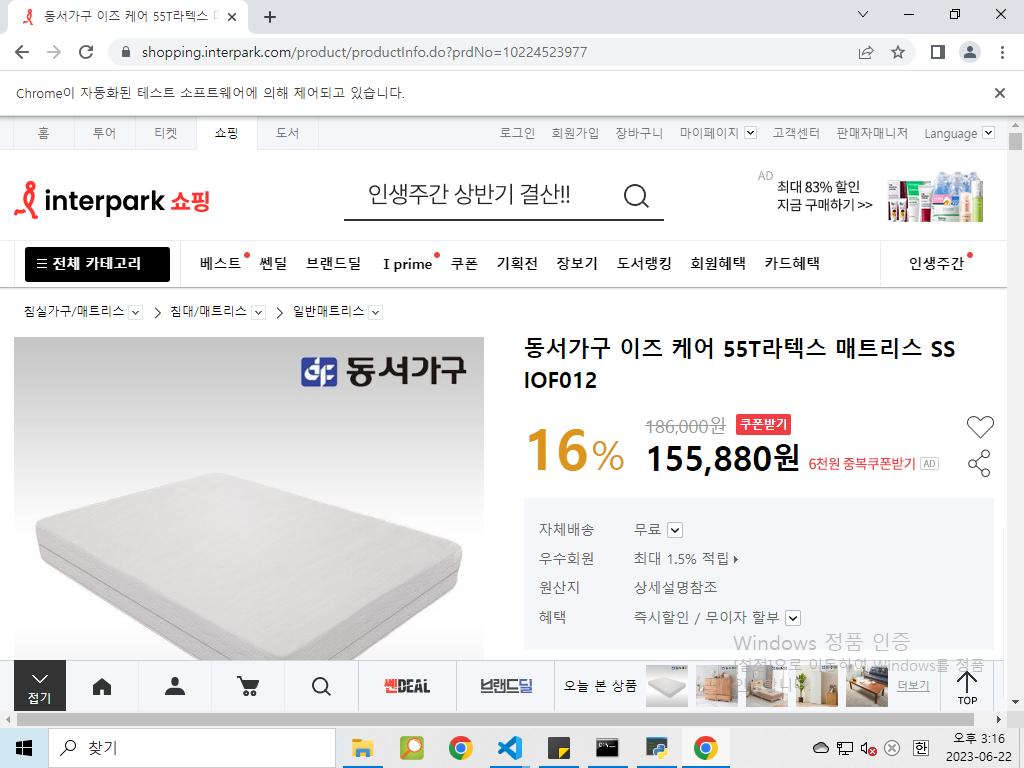 동서가구 이즈 케어 55T라텍스 ㅁ
shopping.interpark.com/product/productInfo.do?prdNo=10224523977
Chrome이 자동화된 테스트 소프트웨어에 의해 제어되고 있습니다.
홈 투어 티켓 쇼핑 도서 로그인 회원가입 장바구니 마이페이지 고객센터 판매자매니저 Language
interpark 쇼핑
인생주간 상반기 결산!!
AD 최대 83% 할인
지금 구매하기 >>
전체 카테고리 베스트 쎈딜 브랜드딜 I prime 쿠폰 기획전 장보기 도서랭킹 회원혜택 카드혜택 인생주간
침실가구/매트리스 > 침대/매트리스 > 일반매트리스
동서가구
동서가구 이즈 케어 55T라텍스 매트리스 SS
IOF012
16%
186,000원 쿠폰받기
155,880원 6천원 중복쿠폰받기 AD
자체배송 무료
우수회원 최대 1.5% 적립
원산지 상세설명참조
혜택 즉시할인 / 무이자 할부
Windows 정품 인증
[설정]으로 이동하여 Windows를 정품
접기 쎈DEAL 브랜드딜 오늘 본 상품 더보기 TOP
찾기
한
오후 3:16
2023-06-22